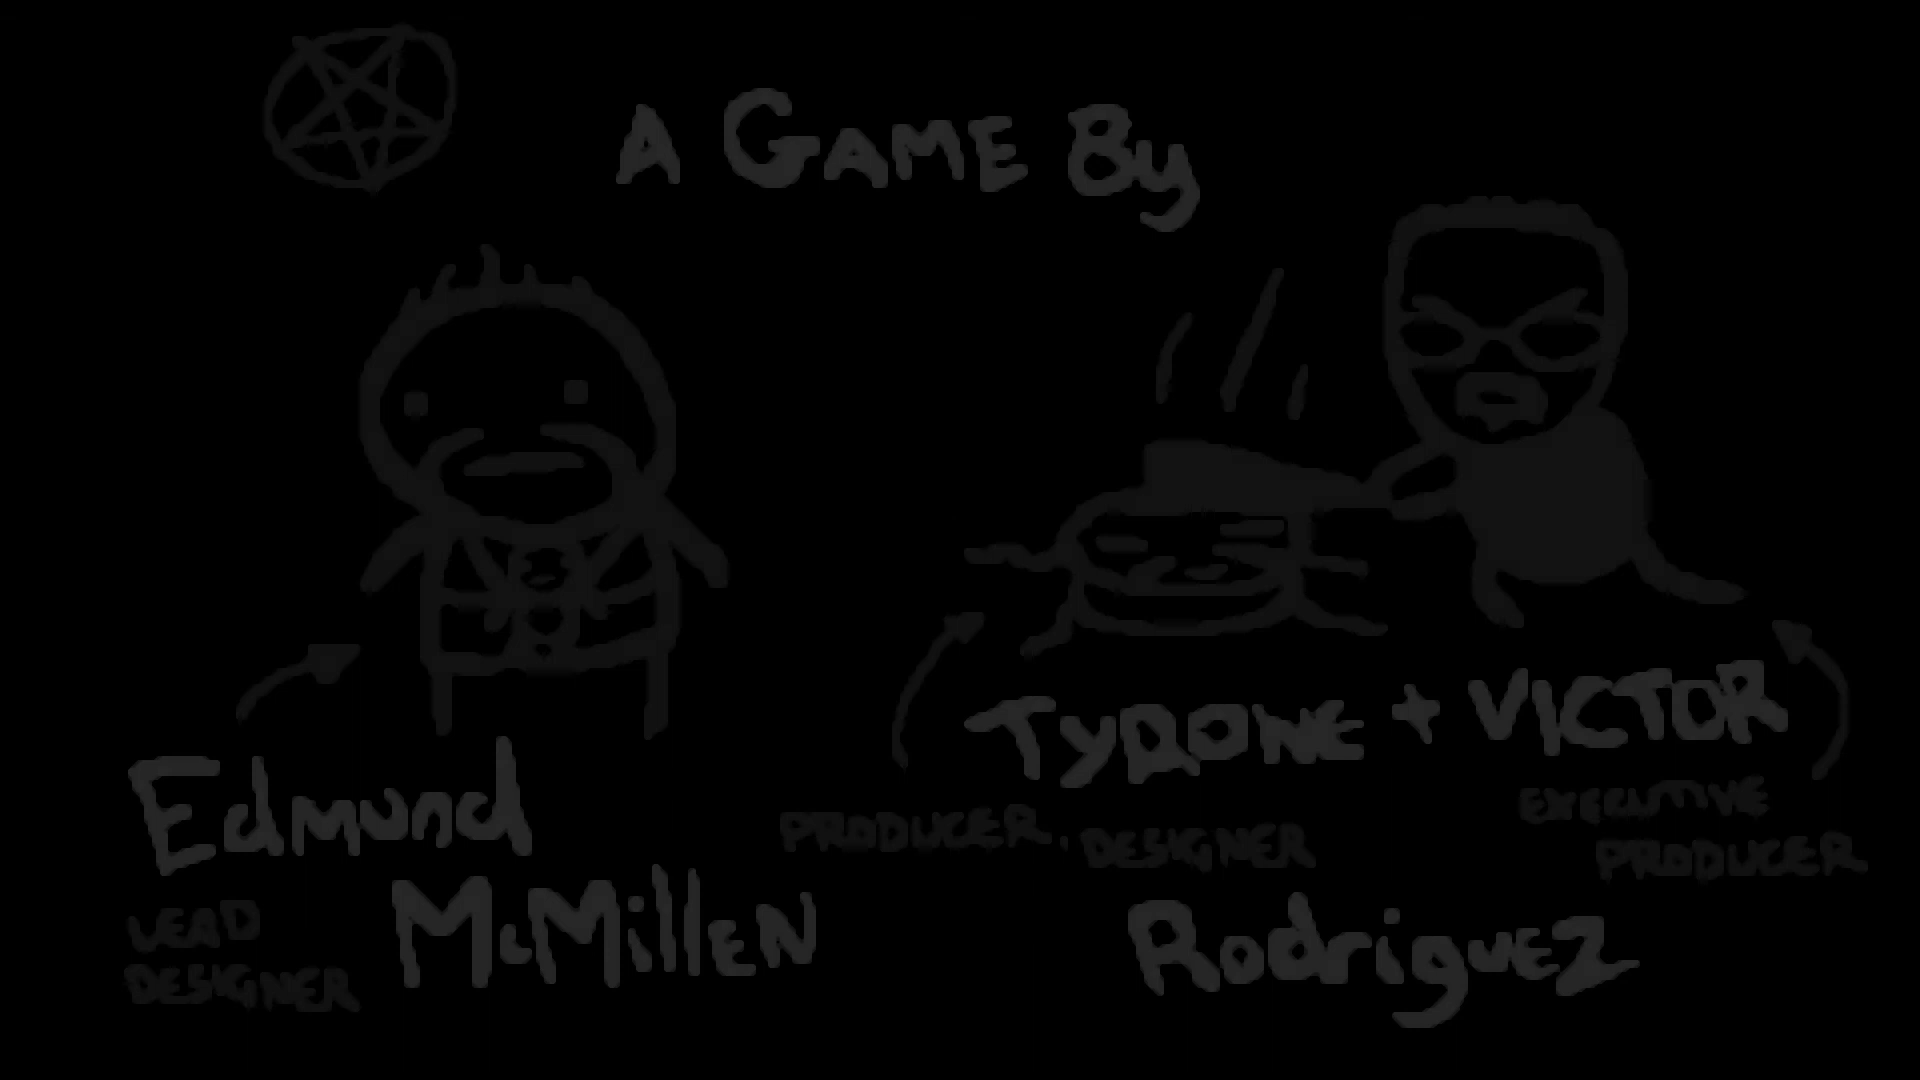 A GAME By
Edmund
McMillEN
LEAD
DESIGNER
TYRONE + VICTOR
PRODUCER, DESIGNER
EXECUTIVE
PRODUCER
Rodriguez